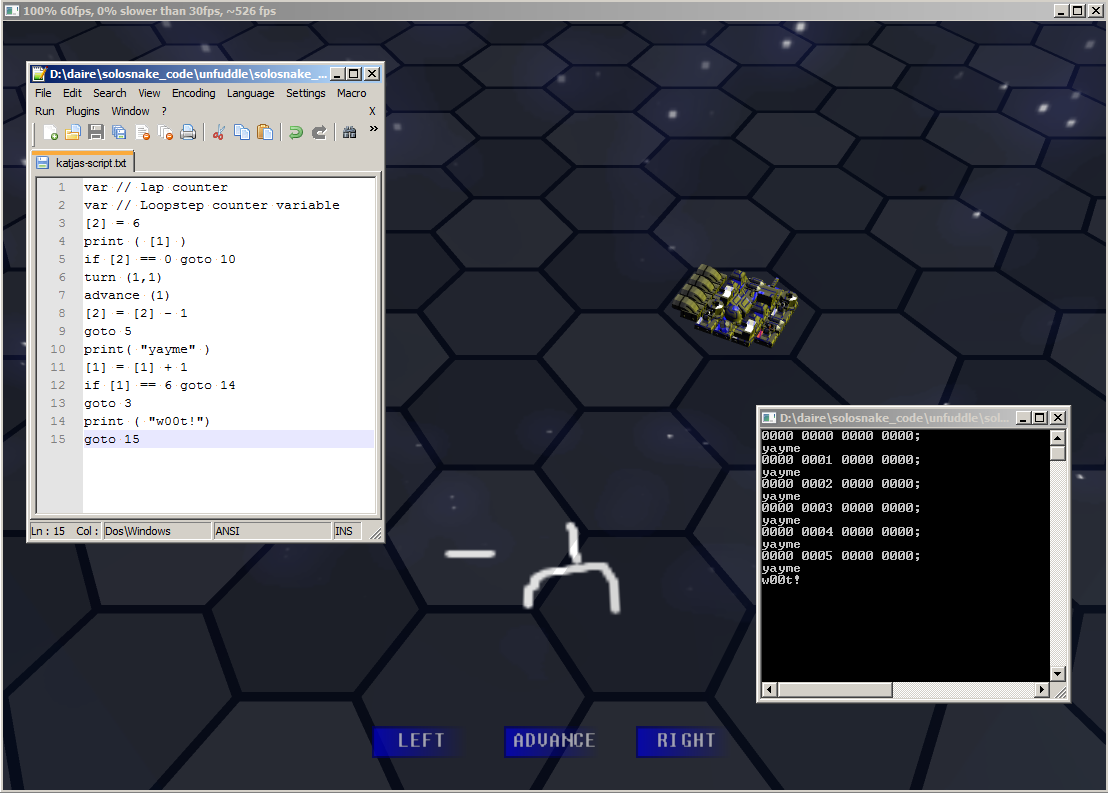 100% 60fps, 0% slower than 30fps, ~526 fps
D:\daire\solosnake_code\unfuddle\solosnake_...
File Edit Search View Encoding Language Settings Macro
Run Plugins Window ? X
»
katjas-script.txt
1 var // lap counter
2 var // Loopstep counter variable
3 [2] = 6
4 print ( [1] )
5 if [2] == 0 goto 10
6 turn (1,1)
7 advance (1)
8 [2] = [2] - 1
9 goto 5
10 print( "yayme" )
11 [1] = [1] + 1
12 if [1] == 6 goto 14
13 goto 3
14 print ( "w00t!")
15 goto 15
Ln : 15 Col : Dos\Windows ANSI INS
D:\daire\solosnake_code\unfuddle\sol...
0000 0000 0000 0000;
yayme
0000 0001 0000 0000;
yayme
0000 0002 0000 0000;
yayme
0000 0003 0000 0000;
yayme
0000 0004 0000 0000;
yayme
0000 0005 0000 0000;
yayme
w00t!
LEFT ADVANCE RIGHT